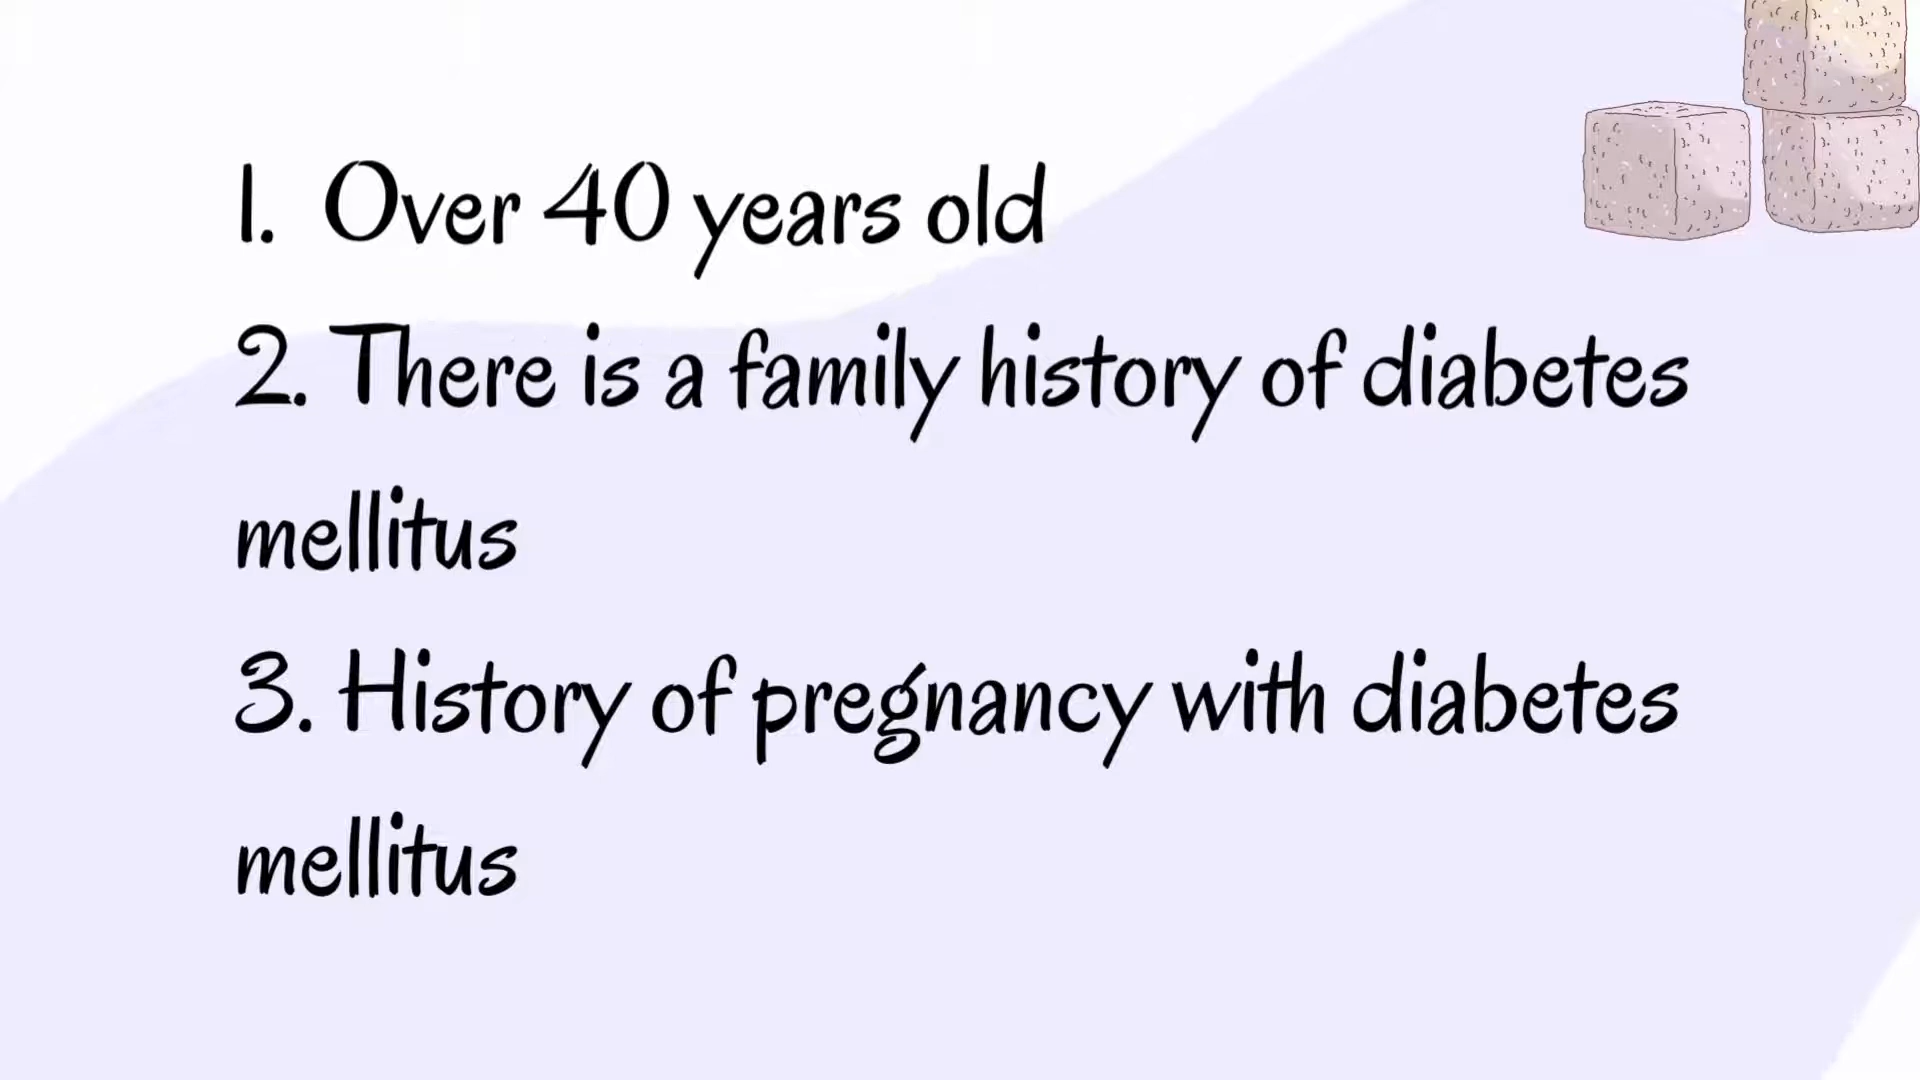 1. Over 40 years old
2. There is a family history of diabetes
mellitus
3. History of pregnancy with diabetes
mellitus